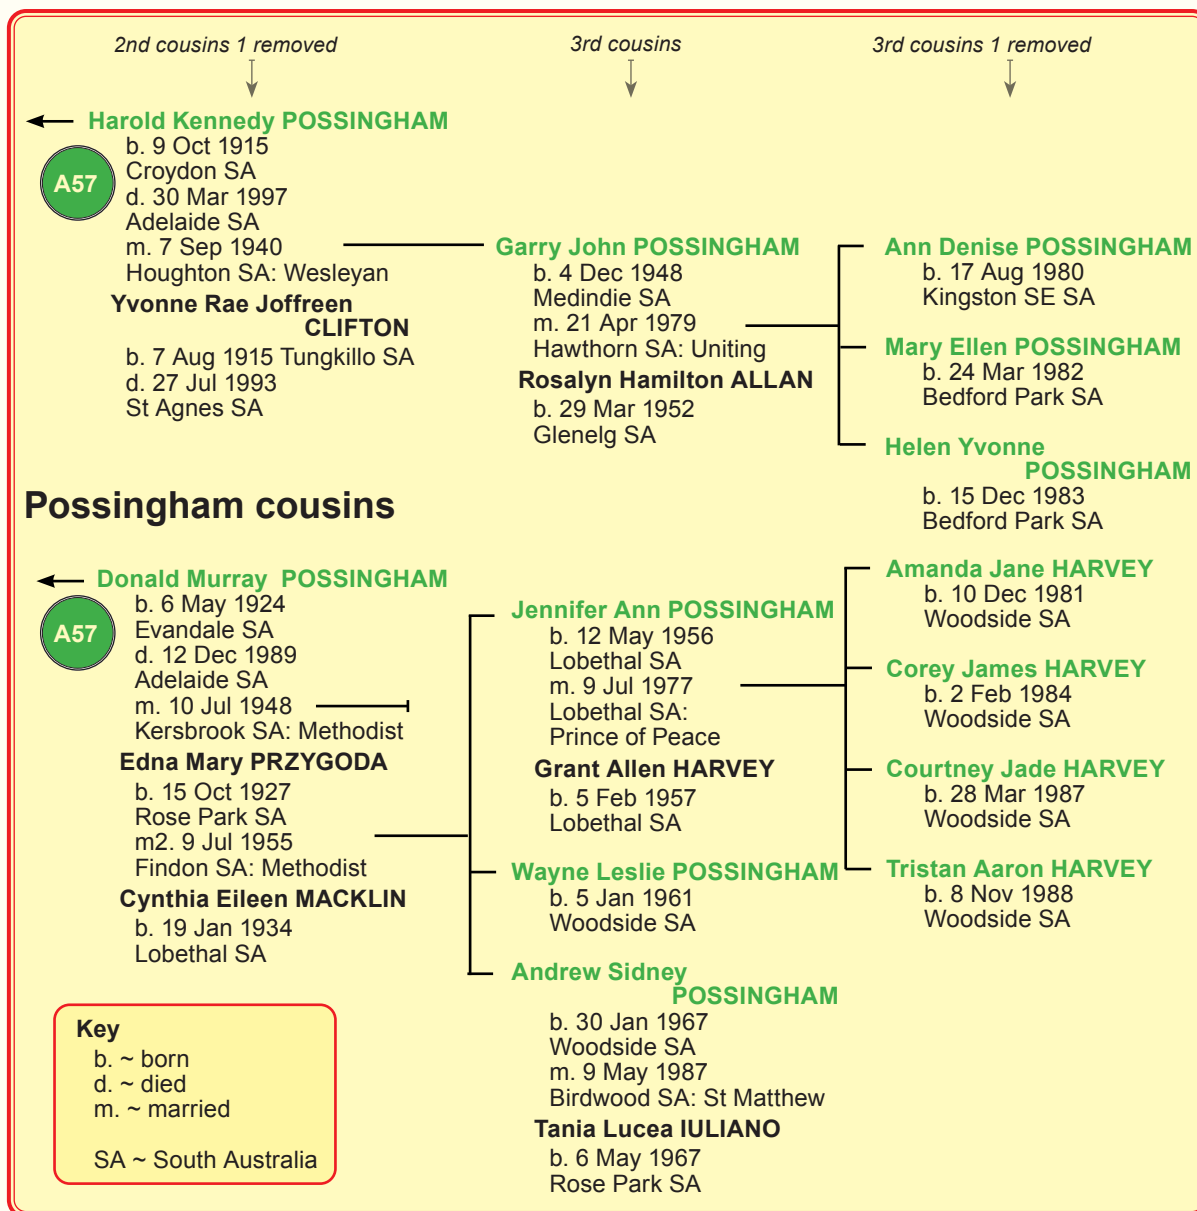 2nd cousins 1 removed
3rd cousins
3rd cousins 1 removed
Harold Kennedy POSSINGHAM
A57
b. 9 Oct 1915
Croydon SA
d. 30 Mar 1997
Adelaide SA
m. 7 Sep 1940
Houghton SA: Wesleyan
Yvonne Rae Joffreen
CLIFTON
b. 7 Aug 1915 Tungkillo SA
d. 27 Jul 1993
St Agnes SA
Garry John POSSINGHAM
b. 4 Dec 1948
Medindie SA
m. 21 Apr 1979
Hawthorn SA: Uniting
Rosalyn Hamilton ALLAN
b. 29 Mar 1952
Glenelg SA
Ann Denise POSSINGHAM
b. 17 Aug 1980
Kingston SE SA
Mary Ellen POSSINGHAM
b. 24 Mar 1982
Bedford Park SA
Helen Yvonne
POSSINGHAM
b. 15 Dec 1983
Bedford Park SA
Possingham cousins
Donald Murray POSSINGHAM
A57
b. 6 May 1924
Evandale SA
d. 12 Dec 1989
Adelaide SA
m. 10 Jul 1948
Kersbrook SA: Methodist
Edna Mary PRZYGODA
b. 15 Oct 1927
Rose Park SA
m2. 9 Jul 1955
Findon SA: Methodist
Cynthia Eileen MACKLIN
b. 19 Jan 1934
Lobethal SA
Jennifer Ann POSSINGHAM
b. 12 May 1956
Lobethal SA
m. 9 Jul 1977
Lobethal SA:
Prince of Peace
Grant Allen HARVEY
b. 5 Feb 1957
Lobethal SA
Wayne Leslie POSSINGHAM
b. 5 Jan 1961
Woodside SA
Andrew Sidney
POSSINGHAM
b. 30 Jan 1967
Woodside SA
m. 9 May 1987
Birdwood SA: St Matthew
Tania Lucea IULIANO
b. 6 May 1967
Rose Park SA
Amanda Jane HARVEY
b. 10 Dec 1981
Woodside SA
Corey James HARVEY
b. 2 Feb 1984
Woodside SA
Courtney Jade HARVEY
b. 28 Mar 1987
Woodside SA
Tristan Aaron HARVEY
b. 8 Nov 1988
Woodside SA
Key
b. ~ born
d. ~ died
m. ~ married
SA ~ South Australia